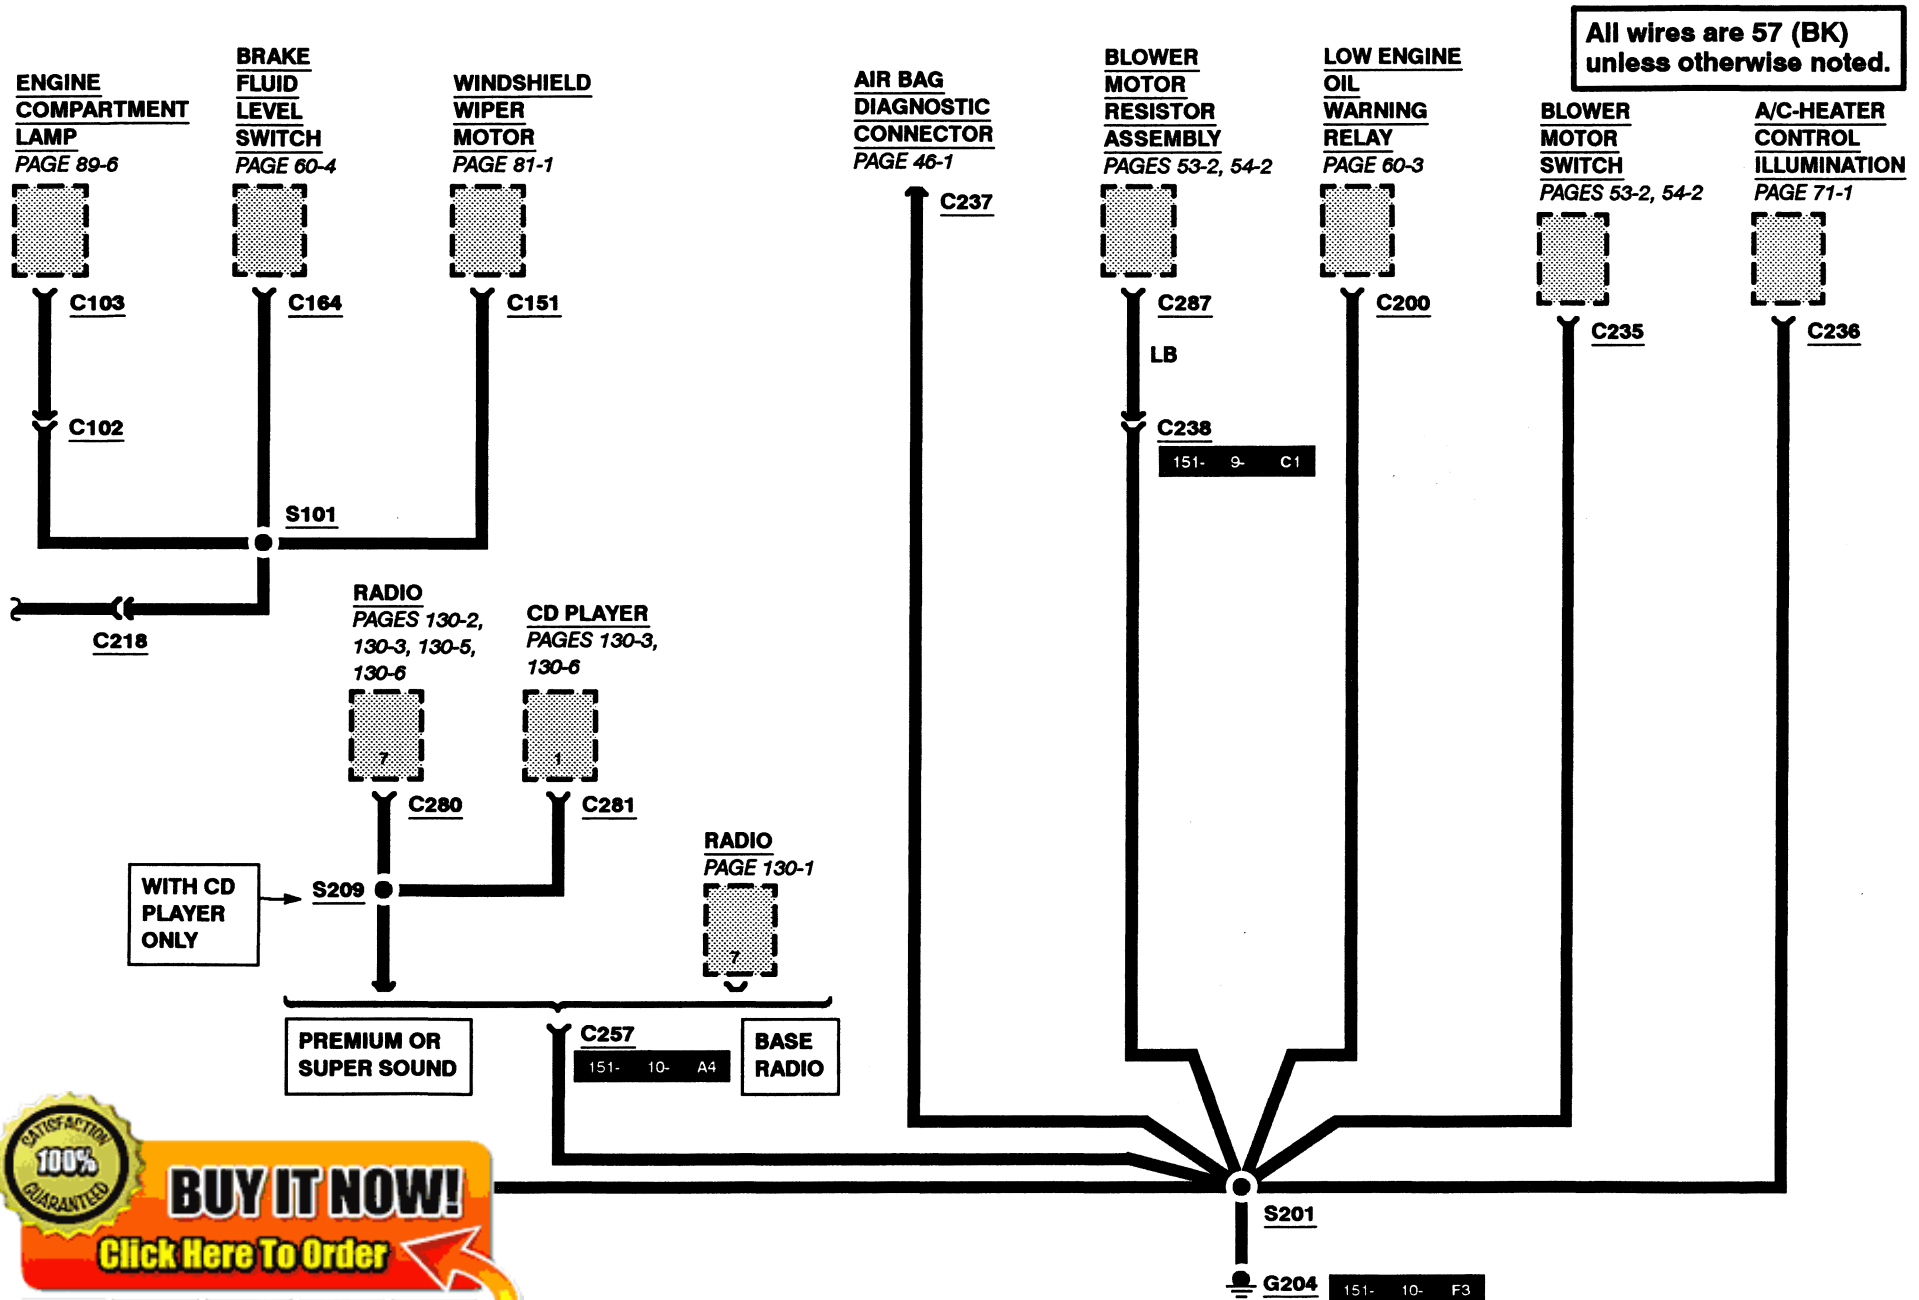 All wires are 57 (BK)
unless otherwise noted.
ENGINE
COMPARTMENT
LAMP
PAGE 89-6
BRAKE
FLUID
LEVEL
SWITCH
PAGE 60-4
WINDSHIELD
WIPER
MOTOR
PAGE 81-1
AIR BAG
DIAGNOSTIC
CONNECTOR
PAGE 46-1
BLOWER
MOTOR
RESISTOR
ASSEMBLY
PAGES 53-2, 54-2
LOW ENGINE
OIL
WARNING
RELAY
PAGE 60-3
BLOWER
MOTOR
SWITCH
PAGES 53-2, 54-2
A/C-HEATER
CONTROL
ILLUMINATION
PAGE 71-1
C237
C103
C164
C151
C287
C200
C235
C236
LB
C102
C238
151- 9- C1
S101
C218
RADIO
PAGES 130-2,
130-3, 130-5,
130-6
7
C280
CD PLAYER
PAGES 130-3,
130-6
1
C281
WITH CD
PLAYER
ONLY
S209
RADIO
PAGE 130-1
7
PREMIUM OR
SUPER SOUND
C257
151- 10- A4
BASE
RADIO
SATISFACTION
100%
GUARANTEED
BUY IT NOW!
Click Here To Order
S201
G204
151- 10- F3